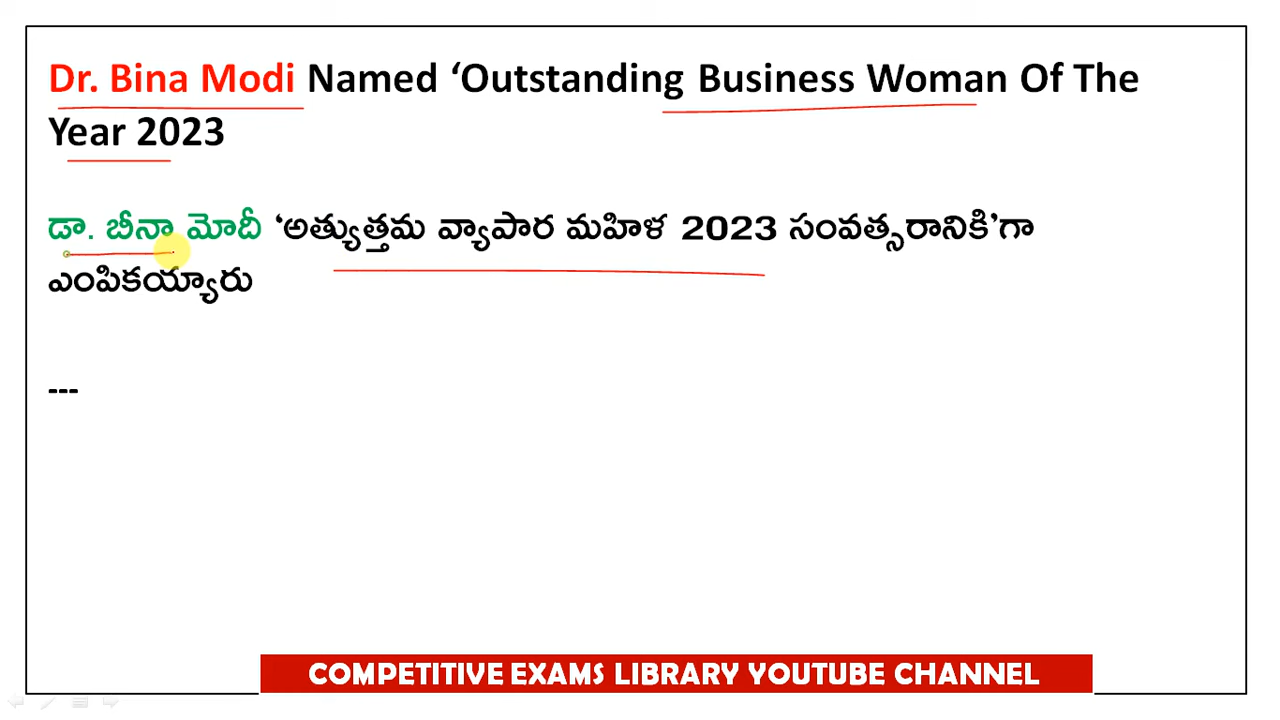 Dr. Bina Modi Named ‘Outstanding Business Woman Of The
Year 2023
డా. బీనా మోదీ ‘అత్యుత్తమ వ్యాపార మహిళ 2023 సంవత్సరానికి’గా
ఎంపికయ్యారు
---
COMPETITIVE EXAMS LIBRARY YOUTUBE CHANNEL